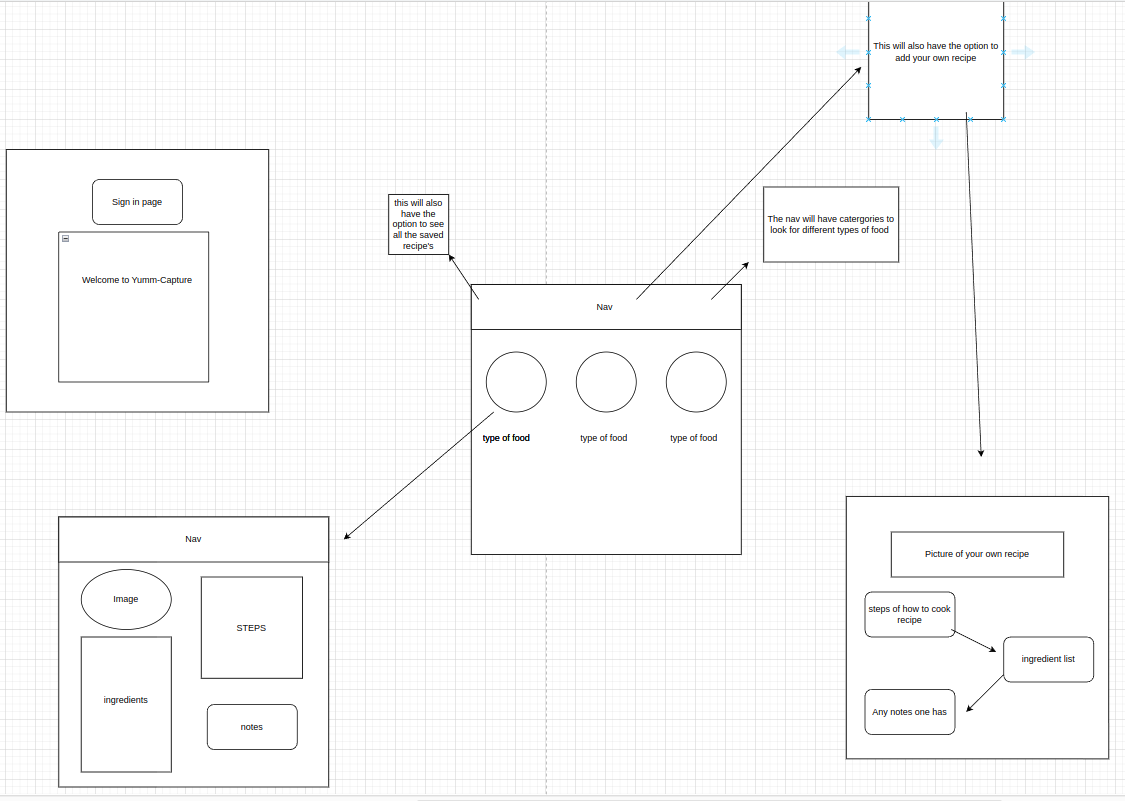 This will also have the option to
add your own recipe
Sign in page
Welcome to Yumm-Capture
this will also
have the
option to see
all the saved
recipe's
The nav will have catergories to
look for different types of food
Nav
type of food
type of food
type of food
Nav
Image
STEPS
ingredients
notes
Picture of your own recipe
steps of how to cook
recipe
ingredient list
Any notes one has